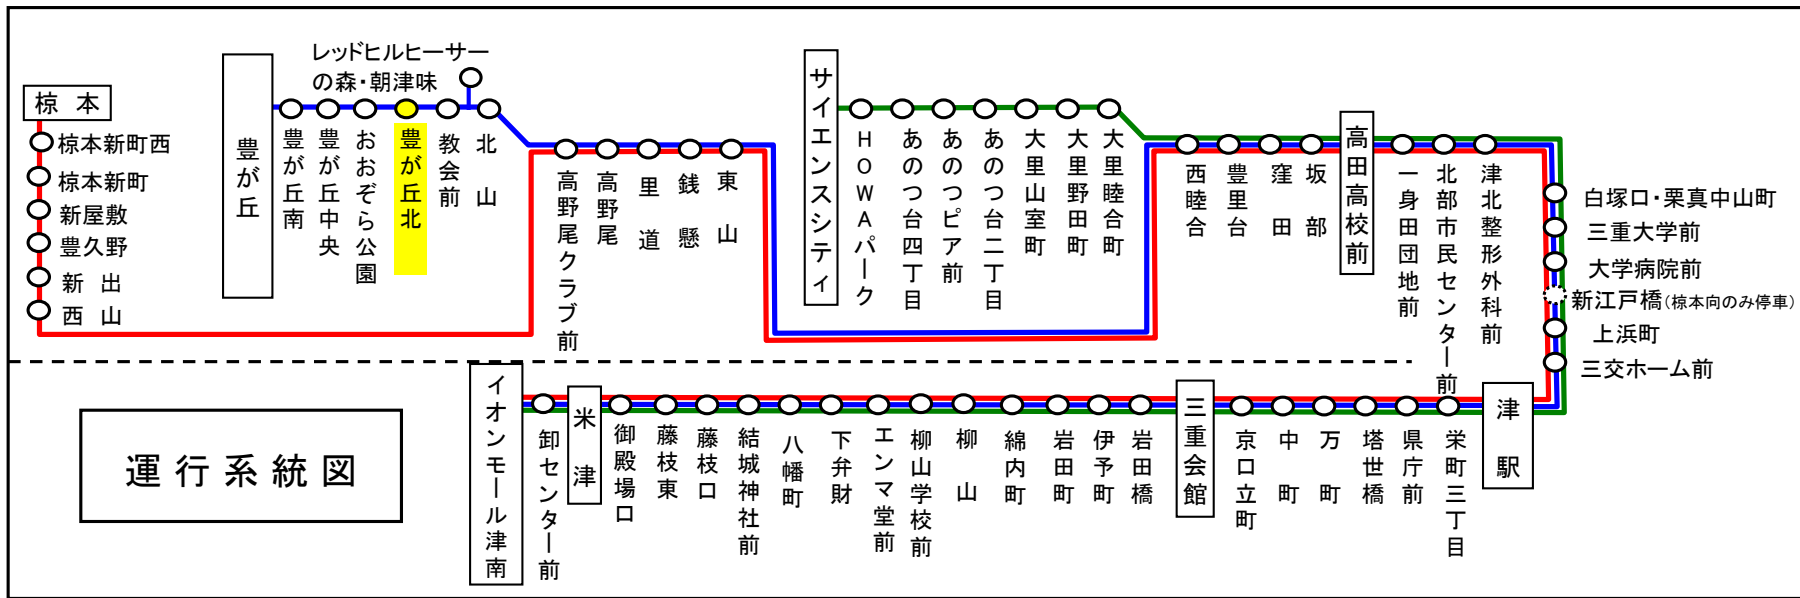 レッドヒルヒーサー
の森・朝津味
椋本
椋本新町西
椋本新町
新屋敷
豊久野
新出
西山
豊が丘
豊が丘南
豊が丘中央
おおぞら公園
豊が丘北
教会前
北山
高野尾クラブ前
高野尾
里道
銭懸
東山
サイエンスシティ
HOWAパーク
あのつ台四丁目
あのつピア前
あのつ台二丁目
大里山室町
大里野田町
大里睦合町
西睦合
豊里台
窪田
坂部
高田高校前
一身田団地前
北部市民センター前
津北整形外科前
白塚口・栗真中山町
三重大学前
大学病院前
新江戸橋(椋本向のみ停車)
上浜町
三交ホーム前
運行系統図
イオンモール津南
卸センター前
米津
御殿場口
藤枝東
藤枝口
結城神社前
八幡町
下弁財
エンマ堂前
柳山学校前
柳山
綿内町
岩田町
伊予町
岩田橋
三重会館
京口立町
中町
万町
塔世橋
県庁前
栄町三丁目
津駅